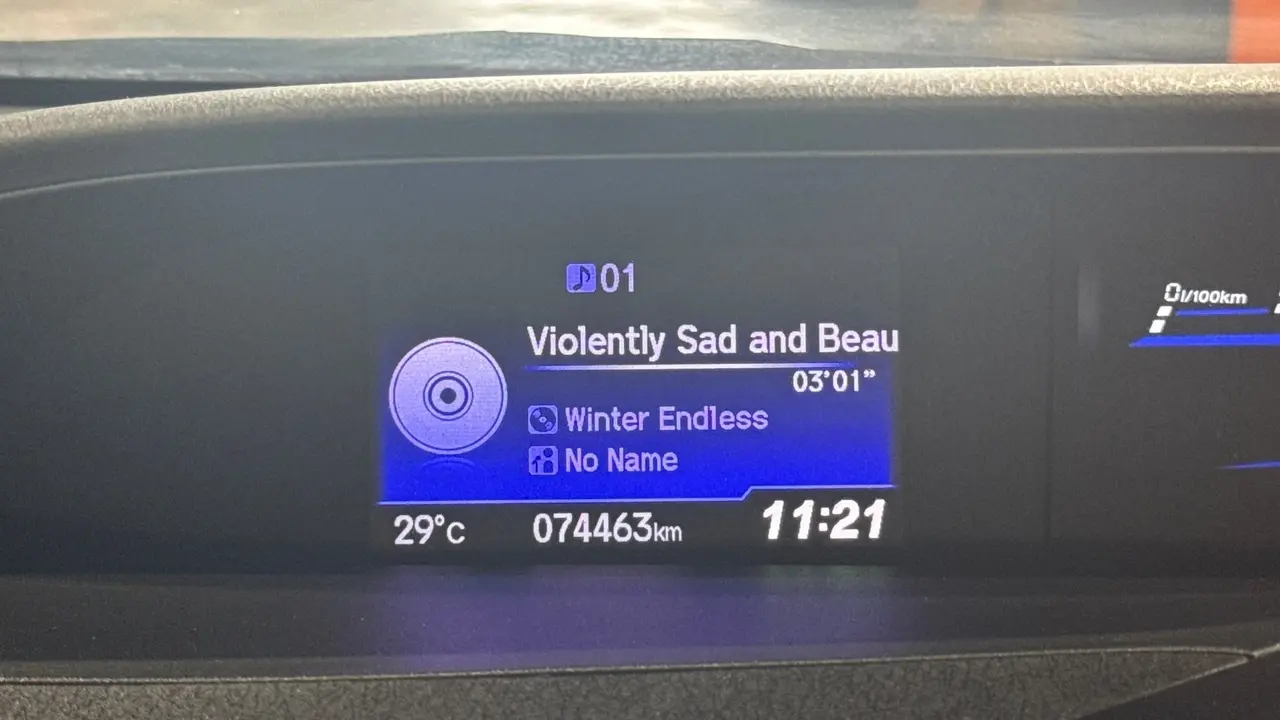 01
Violently Sad and Beau
03'01"
Winter Endless
No Name
29°C
074463km
11:21
0l/100km